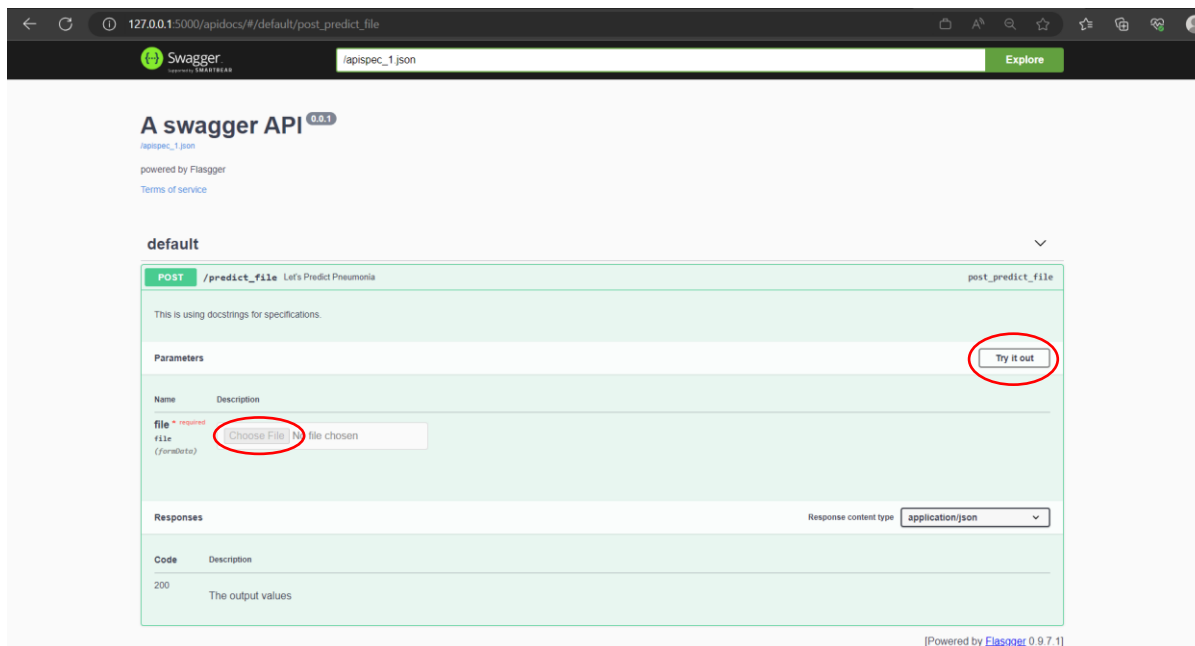 127.0.0.1:5000/apidocs/#/default/post_predict_file
Swagger
Supported by SMARTBEAR
/apispec_1.json
Explore
A swagger API 0.0.1
/apispec_1.json
powered by Flasgger
Terms of service
default
POST /predict_file Let's Predict Pneumonia post_predict_file
This is using docstrings for specifications.
Parameters Try it out
Name Description
file * required
file
(formData)
Choose File No file chosen
Responses Response content type application/json
Code Description
200 The output values
[Powered by Flasgger 0.9.7.1]